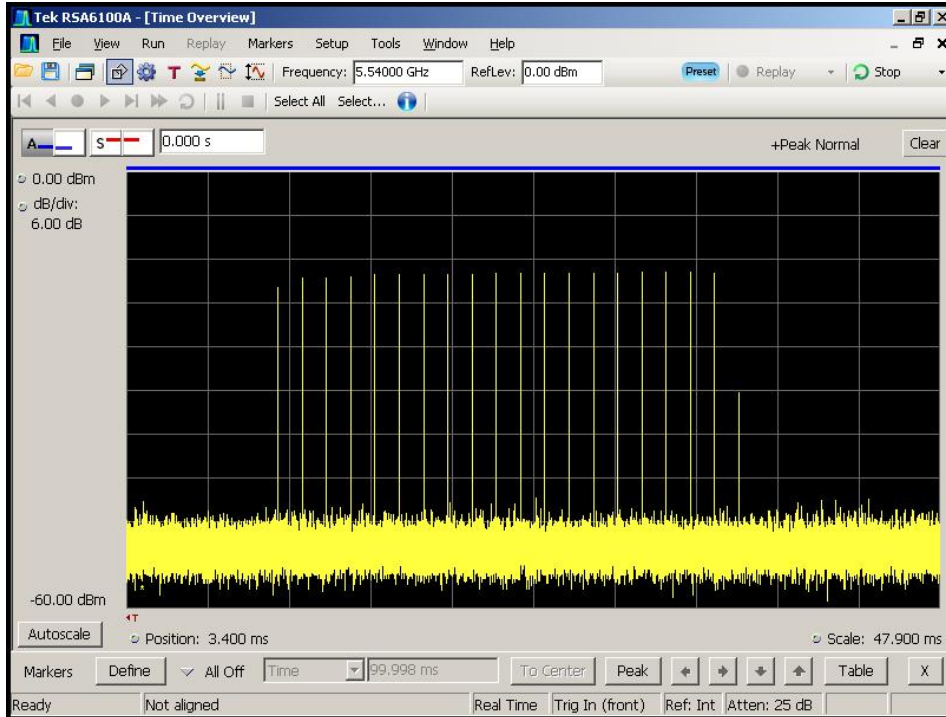 Tek RSA6100A - [Time Overview]
File View Run Replay Markers Setup Tools Window Help
T Frequency: 5.54000 GHz RefLev: 0.00 dBm Preset Replay Stop
Select All Select...
A S 0.000 s +Peak Normal Clear
0.00 dBm
dB/div:
6.00 dB
-60.00 dBm
T
Autoscale Position: 3.400 ms Scale: 47.900 ms
Markers Define All Off Time 99.998 ms To Center Peak Table X
Ready Not aligned Real Time Trig In (front) Ref: Int Atten: 25 dB